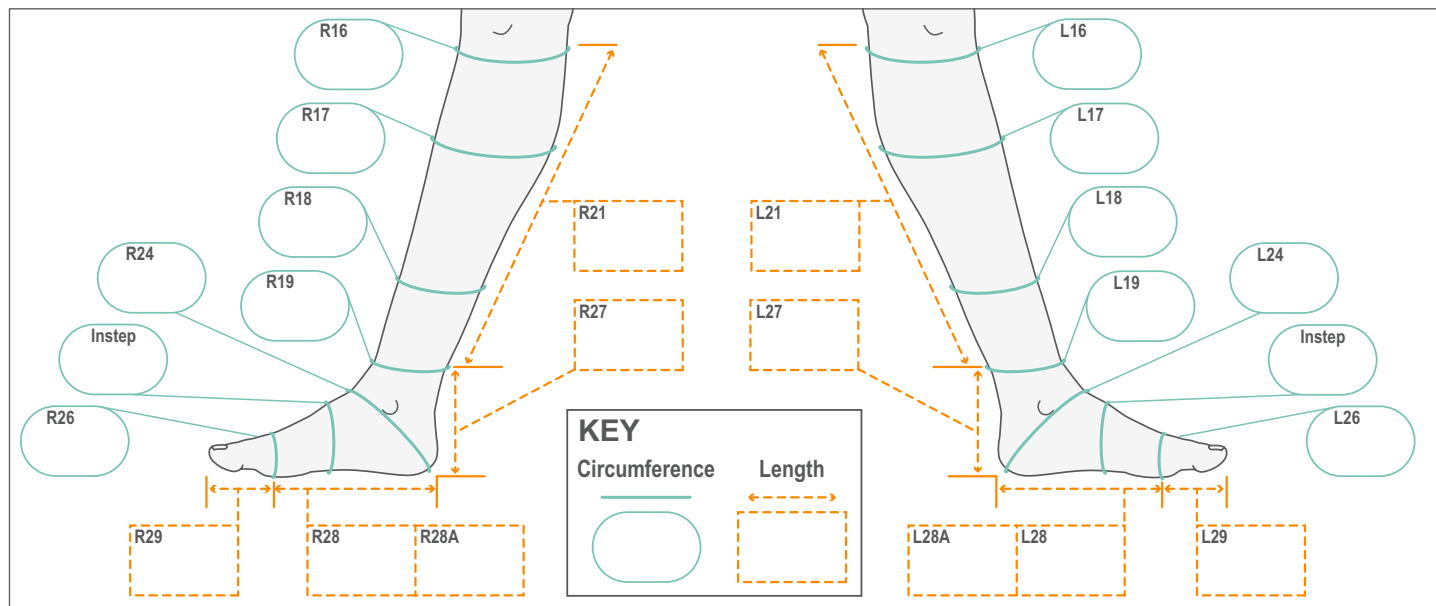 R16
L16
R17
L17
R18
R21
L21
L18
R24
L24
R19
L19
R27
L27
Instep
Instep
R26
L26
KEY
Circumference Length
R29
R28
R28A
L28A
L28
L29